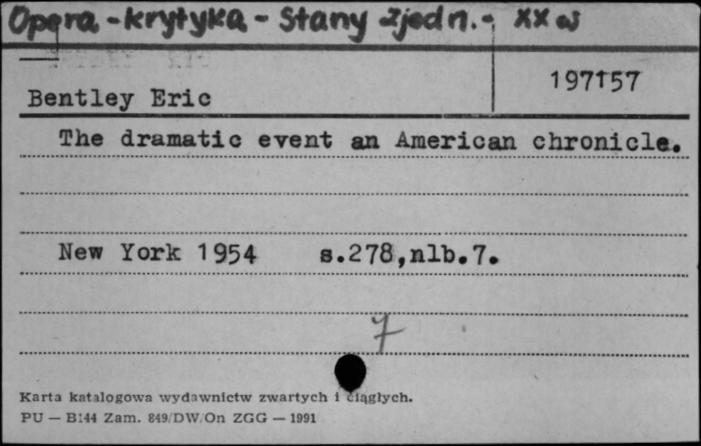 Opera - krytyka - Stany zjedn. - XX w
197157
Bentley Eric
The dramatic event an American chronicle.
New York 1954 s.278,nlb.7.
7
Karta katalogowa wydawnictw zwartych i ciągłych.
PU — B144 Zam. 849/DW/On ZGG — 1991